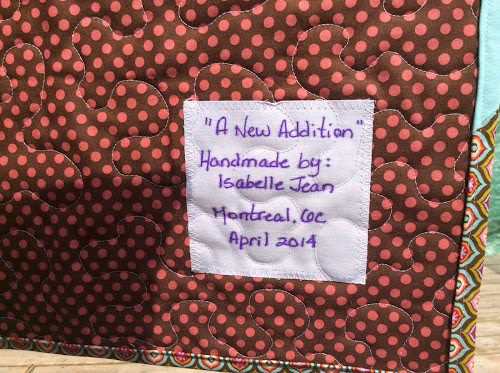 "A New Addition"
Handmade by:
Isabelle Jean
Montreal, QC
April 2014